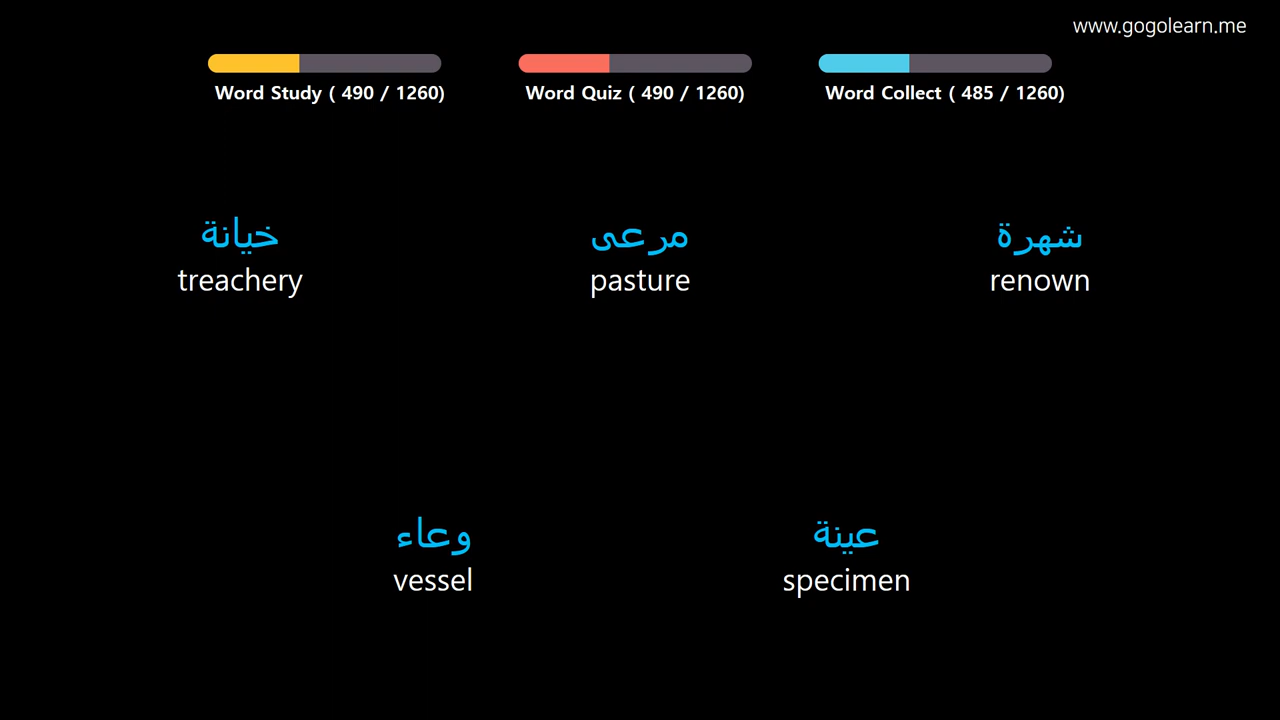 www.gogolearn.me
Word Study ( 490 / 1260)
Word Quiz ( 490 / 1260)
Word Collect ( 485 / 1260)
خيانة
treachery
مرعى
pasture
شهرة
renown
وعاء
vessel
عينة
specimen